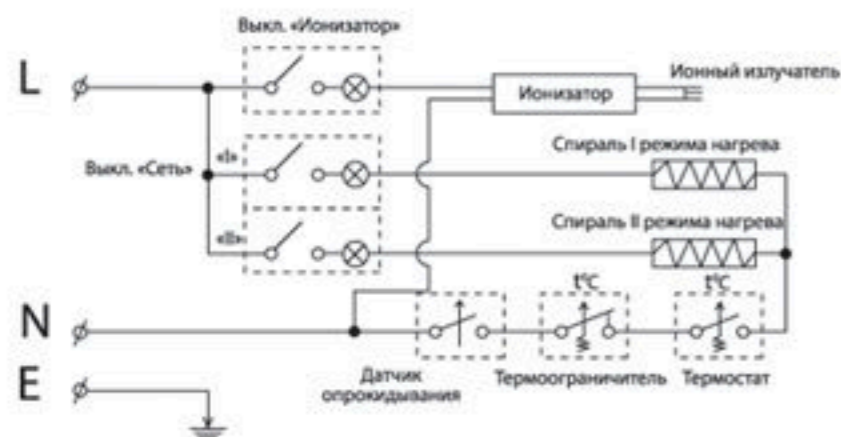 Выкл. «Ионизатор»
L
Ионный излучатель
Ионизатор
Спираль I режима нагрева
«I»
Выкл. «Сеть»
Спираль II режима нагрева
«II»
t°C
t°C
N
Датчик
опрокидывания
Термоограничитель
Термостат
E